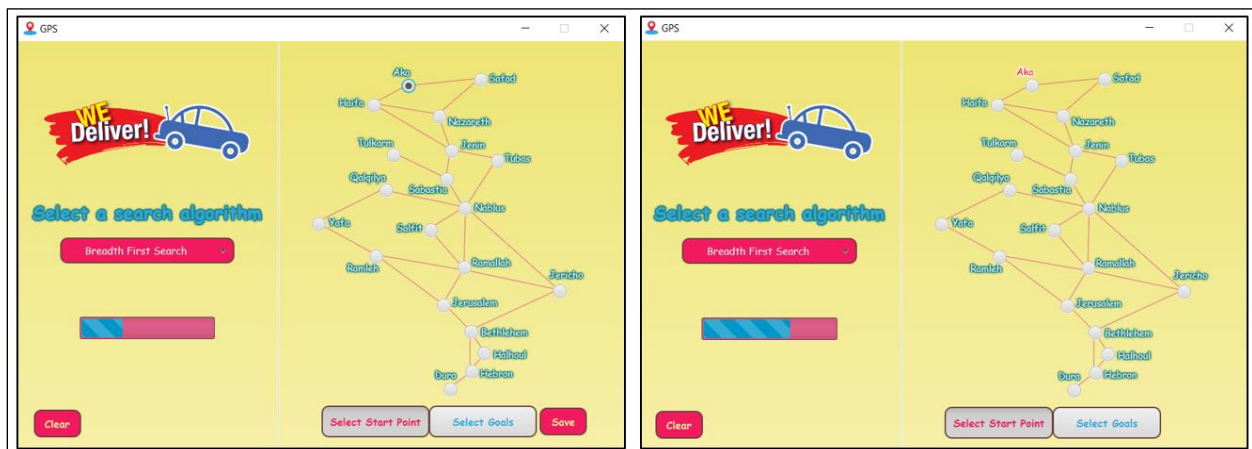 GPS
WE
Deliver!
Select a search algorithm
Breadth First Search
Clear
Aka
Safad
Haifa
Nazareth
Tulkarm
Jenin
Tubas
Qalqilya
Sabastia
Nablus
Yafa
Salfit
Ramleh
Ramallah
Jericho
Jerusalem
Bethlehem
Halhoul
Dura
Hebron
Select Start Point
Select Goals
Save
GPS
WE
Deliver!
Select a search algorithm
Breadth First Search
Clear
Aka
Safad
Haifa
Nazareth
Tulkarm
Jenin
Tubas
Qalqilya
Sabastia
Nablus
Yafa
Salfit
Ramleh
Ramallah
Jericho
Jerusalem
Bethlehem
Halhoul
Dura
Hebron
Select Start Point
Select Goals